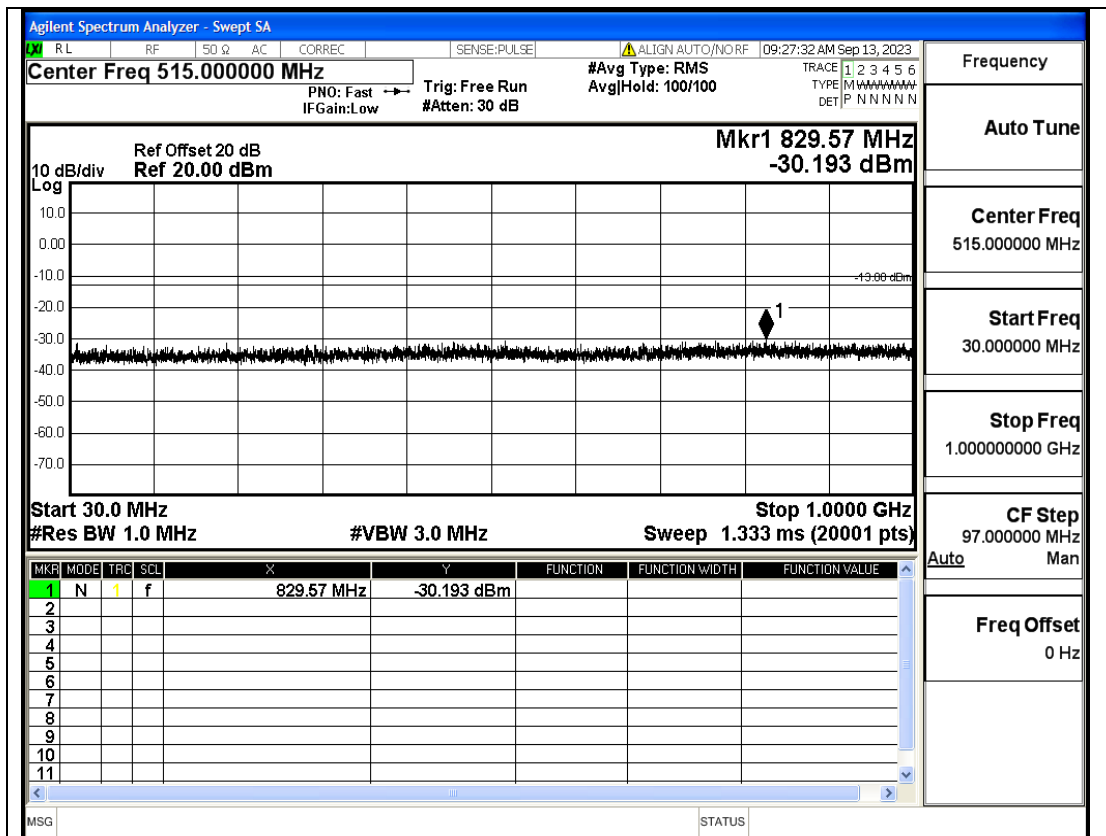 Agilent Spectrum Analyzer - Swept SA
LXI RL RF 50 Ω AC CORREC SENSE:PULSE ALIGN AUTO/NO RF 09:27:32 AM Sep 13, 2023
Center Freq 515.000000 MHz
PNO: Fast
IFGain:Low
Trig: Free Run
#Atten: 30 dB
#Avg Type: RMS
Avg|Hold: 100/100
TRACE 1 2 3 4 5 6
TYPE M WWWWW
DET P N N N N N
Mkr1 829.57 MHz
-30.193 dBm
Ref Offset 20 dB
10 dB/div Ref 20.00 dBm
Log
10.0
0.00
-10.0
-13.00 dBm
-20.0
1
-30.0
-40.0
-50.0
-60.0
-70.0
Start 30.0 MHz Stop 1.0000 GHz
#Res BW 1.0 MHz #VBW 3.0 MHz Sweep 1.333 ms (20001 pts)
MKR MODE TRC SCL X Y FUNCTION FUNCTION WIDTH FUNCTION VALUE
1 N 1 f 829.57 MHz -30.193 dBm
2
3
4
5
6
7
8
9
10
11
MSG STATUS
Frequency
Auto Tune
Center Freq
515.000000 MHz
Start Freq
30.000000 MHz
Stop Freq
1.000000000 GHz
CF Step
97.000000 MHz
Auto Man
Freq Offset
0 Hz